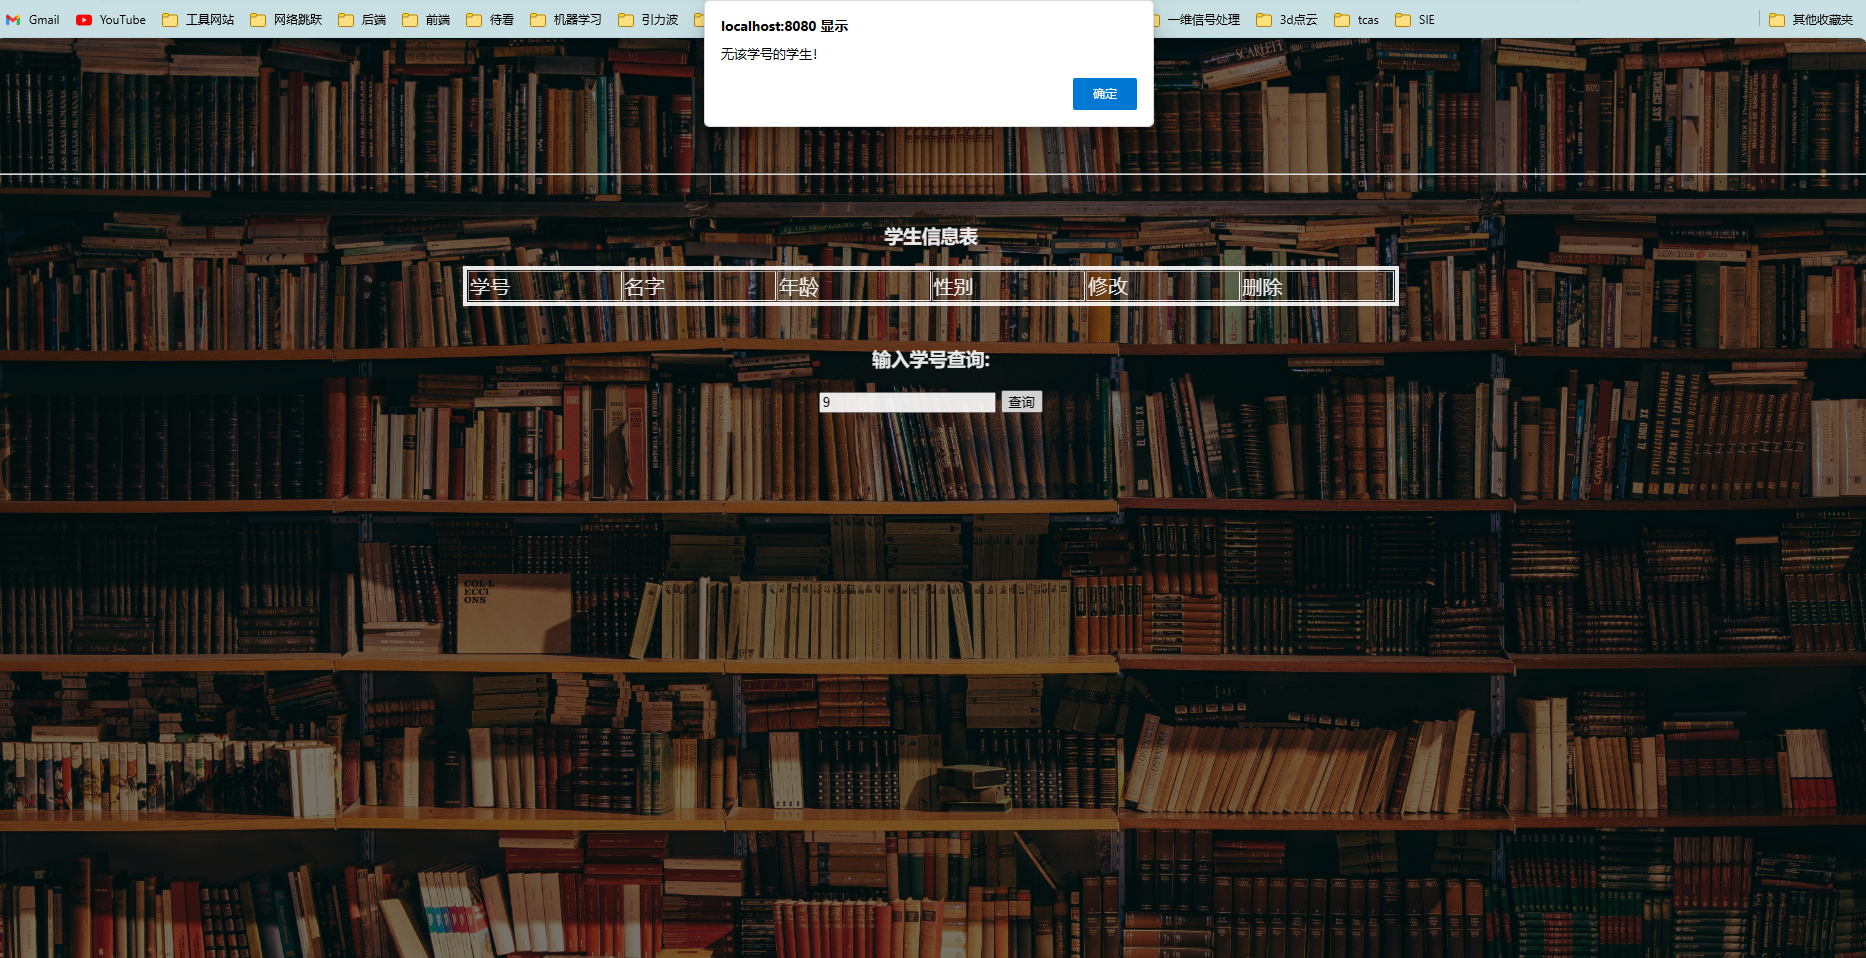 Gmail YouTube 工具网站 网络跳跃 后端 前端 待看 机器学习 引力波 一维信号处理 3d点云 tcas SIE 其他收藏夹
localhost:8080 显示
无该学号的学生!
确定
学生信息表
学号 名字 年龄 性别 修改 删除
输入学号查询:
9 查询
COL·L
ECCI
ONS